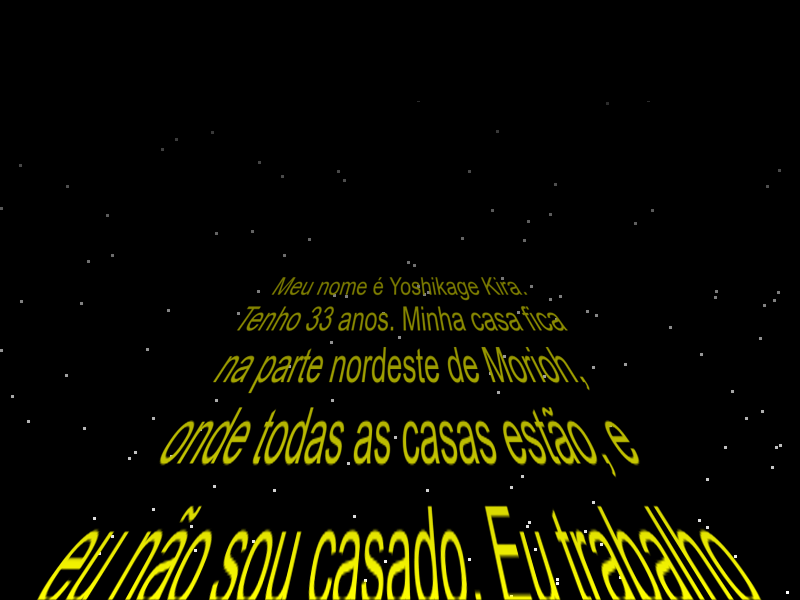 Meu nome é Yoshikage Kira.
Tenho 33 anos. Minha casa fica
na parte nordeste de Morioh,
onde todas as casas estão, e
eu não sou casado. Eu trabalho